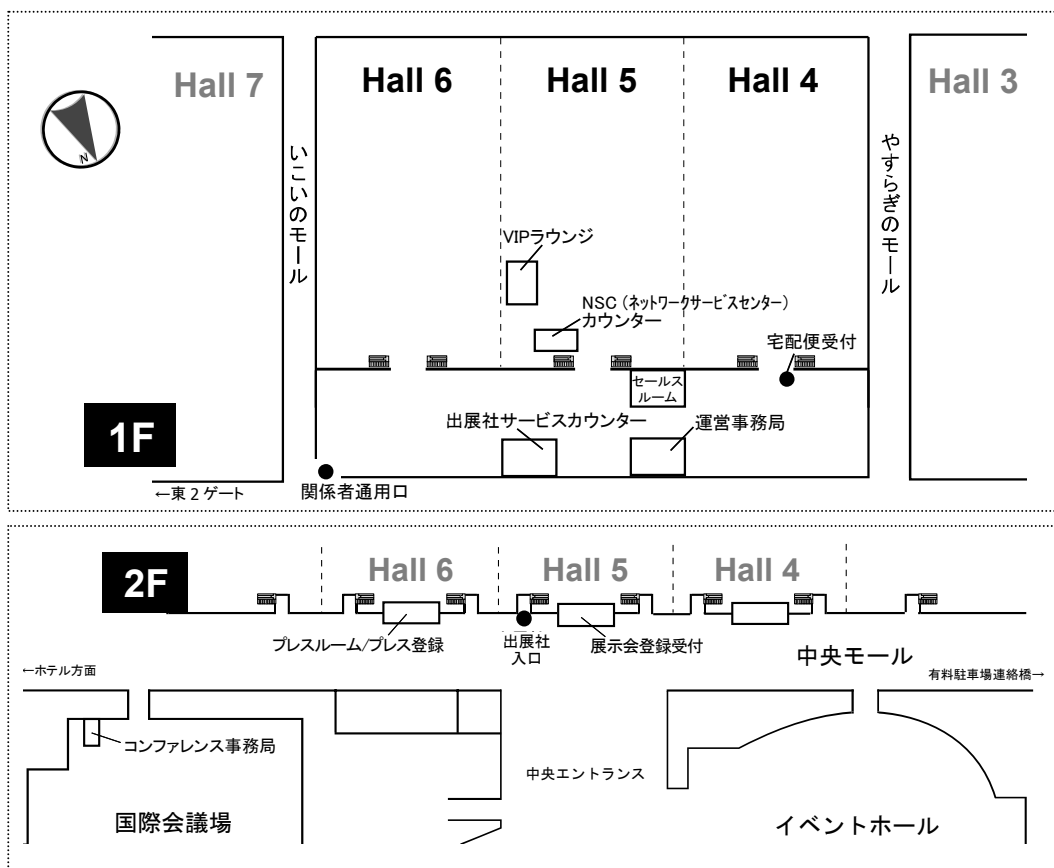 Hall 7
Hall 6
Hall 5
Hall 4
Hall 3
N
いこいのモール
やすらぎのモール
VIPラウンジ
NSC（ネットワークサービスセンター）
カウンター
宅配便受付
セールス
ルーム
出展社サービスカウンター
運営事務局
1F
←東２ゲート
関係者通用口
2F
Hall 6
Hall 5
Hall 4
プレスルーム/プレス登録
出展社
入口
展示会登録受付
中央モール
←ホテル方面
有料駐車場連絡橋→
コンファレンス事務局
中央エントランス
国際会議場
イベントホール